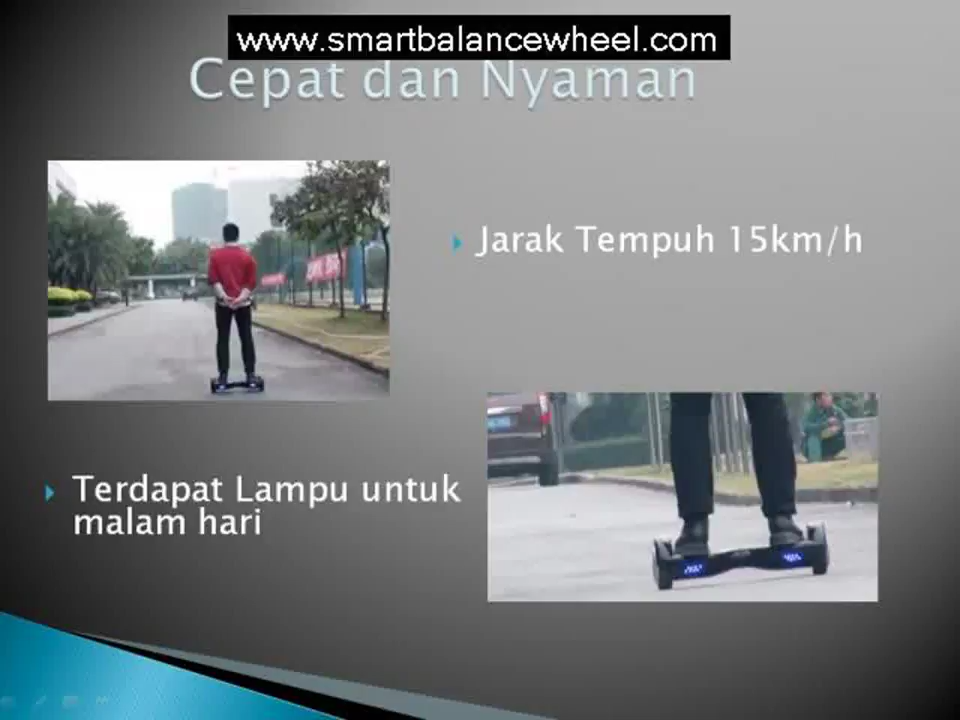 www.smartbalancewheel.com
Cepat dan Nyaman
Jarak Tempuh 15km/h
Terdapat Lampu untuk
malam hari